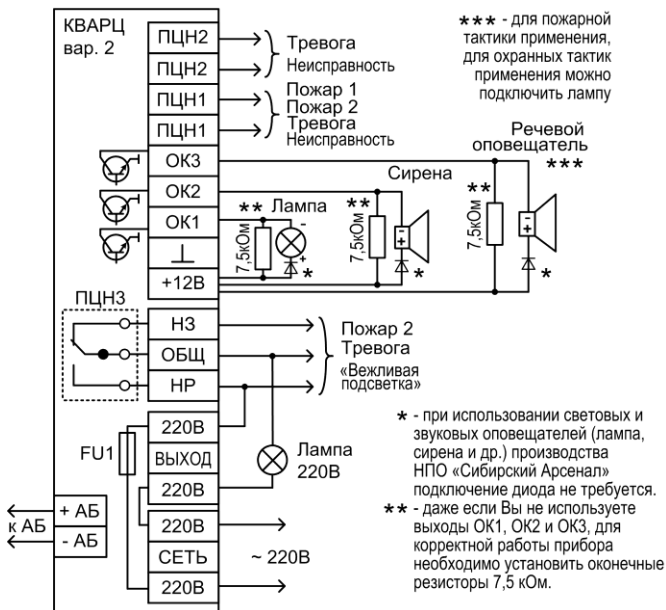 КВАРЦ
вар. 2
ПЦН2
ПЦН2
ПЦН1
ПЦН1
ОК3
ОК2
ОК1
⊥
+12В
Тревога
Неисправность
Пожар 1
Пожар 2
Тревога
Неисправность
*** - для пожарной
тактики применения,
для охранных тактик
применения можно
подключить лампу
Речевой
оповещатель
***
Сирена
Лампа
**
7,5кОм
-
+
*
**
7,5кОм
- +
*
**
7,5кОм
- +
*
ПЦН3
НЗ
ОБЩ
НР
Пожар 2
Тревога
«Вежливая
подсветка»
FU1
220В
ВЫХОД
220В
Лампа
220В
220В
СЕТЬ
220В
~ 220В
+ АБ
- АБ
к АБ
* - при использовании световых и
звуковых оповещателей (лампа,
сирена и др.) производства
НПО «Сибирский Арсенал»
подключение диода не требуется.
** - даже если Вы не используете
выходы ОК1, ОК2 и ОК3, для
корректной работы прибора
необходимо установить оконечные
резисторы 7,5 кОм.